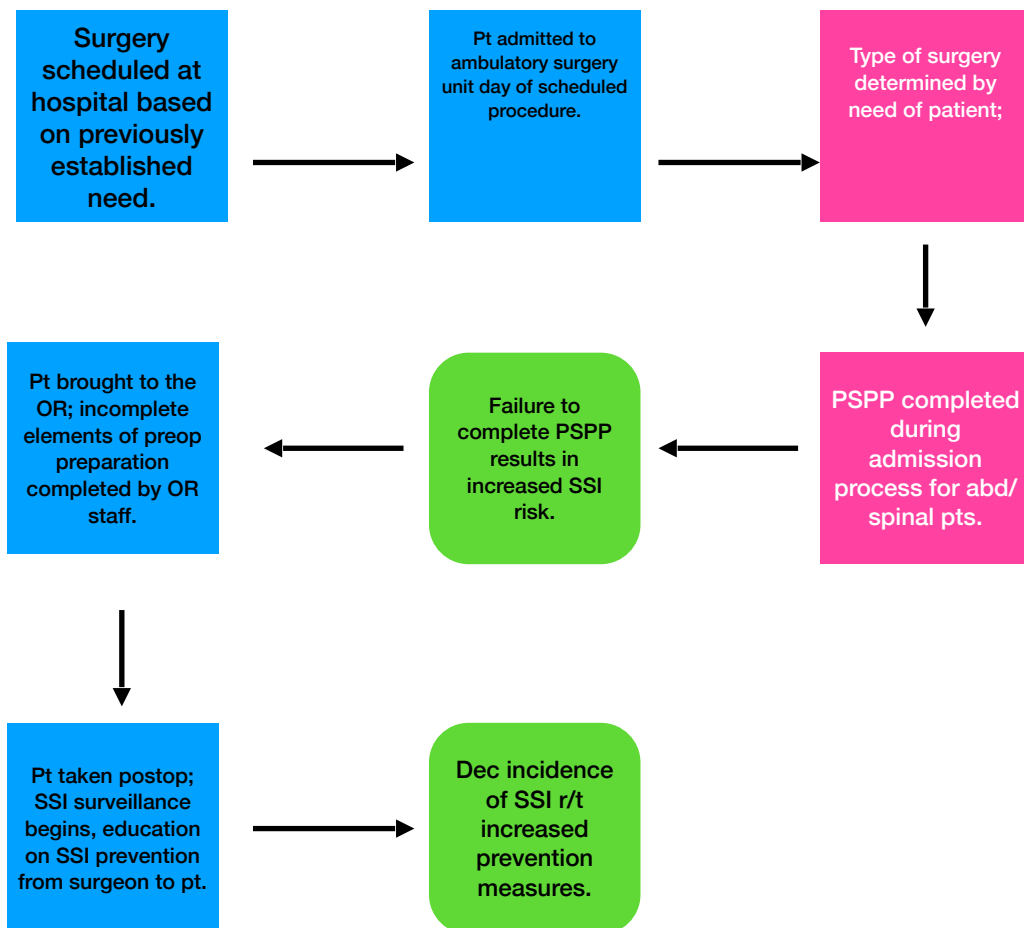 Surgery
scheduled at
hospital based
on previously
established
need.
Pt admitted to
ambulatory surgery
unit day of scheduled
procedure.
Type of surgery
determined by
need of patient;
PSPP completed
during
admission
process for abd/
spinal pts.
Failure to
complete PSPP
results in
increased SSI
risk.
Pt brought to the
OR; incomplete
elements of preop
preparation
completed by OR
staff.
Pt taken postop;
SSI surveillance
begins, education
on SSI prevention
from surgeon to pt.
Dec incidence
of SSI r/t
increased
prevention
measures.